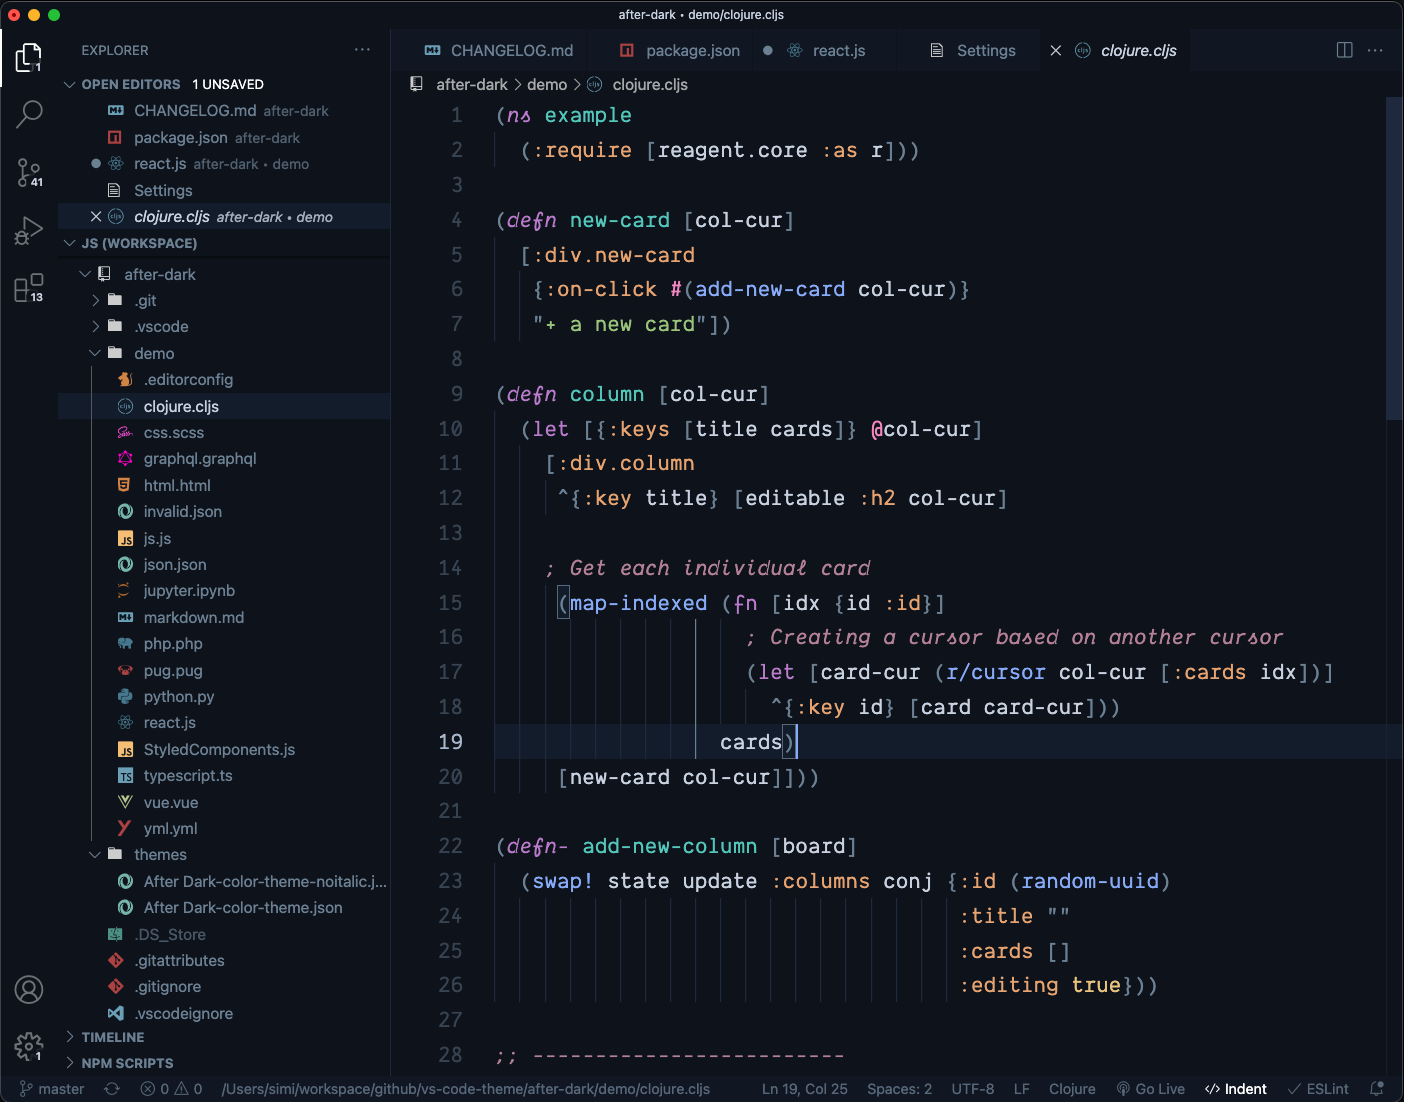 after-dark • demo/clojure.cljs
EXPLORER
OPEN EDITORS 1 UNSAVED
CHANGELOG.md after-dark
package.json after-dark
react.js after-dark • demo
Settings
clojure.cljs after-dark • demo
JS (WORKSPACE)
after-dark
.git
.vscode
demo
.editorconfig
clojure.cljs
css.scss
graphql.graphql
html.html
invalid.json
js.js
json.json
jupyter.ipynb
markdown.md
php.php
pug.pug
python.py
react.js
StyledComponents.js
typescript.ts
vue.vue
yml.yml
themes
After Dark-color-theme-noitalic.j...
After Dark-color-theme.json
.DS_Store
.gitattributes
.gitignore
.vscodeignore
TIMELINE
NPM SCRIPTS
1
41
13
1
CHANGELOG.md package.json react.js Settings clojure.cljs
after-dark > demo > clojure.cljs
1 (ns example
2   (:require [reagent.core :as r]))
3
4 (defn new-card [col-cur]
5   [:div.new-card
6    {:on-click #(add-new-card col-cur)}
7    "+ a new card"])
8
9 (defn column [col-cur]
10   (let [{:keys [title cards]} @col-cur]
11     [:div.column
12      ^{:key title} [editable :h2 col-cur]
13
14     ; Get each individual card
15      (map-indexed (fn [idx {id :id}]
16                     ; Creating a cursor based on another cursor
17                     (let [card-cur (r/cursor col-cur [:cards idx])]
18                       ^{:key id} [card card-cur]))
19                   cards)
20      [new-card col-cur]]))
21
22 (defn- add-new-column [board]
23   (swap! state update :columns conj {:id (random-uuid)
24                                      :title ""
25                                      :cards []
26                                      :editing true}))
27
28 ;; -------------------------
master 0 0 /Users/simi/workspace/github/vs-code-theme/after-dark/demo/clojure.cljs Ln 19, Col 25 Spaces: 2 UTF-8 LF Clojure Go Live </> Indent ESLint